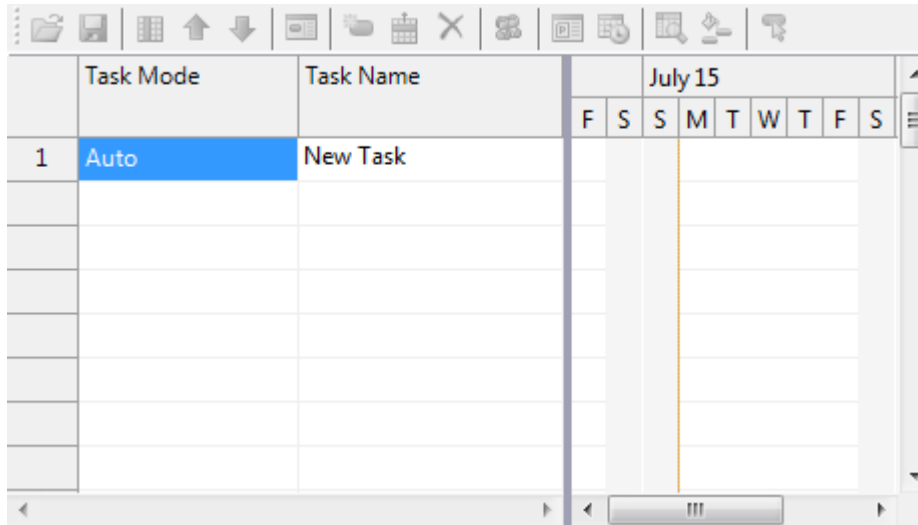 Task Mode Task Name July 15
F S S M T W T F S
1 Auto New Task